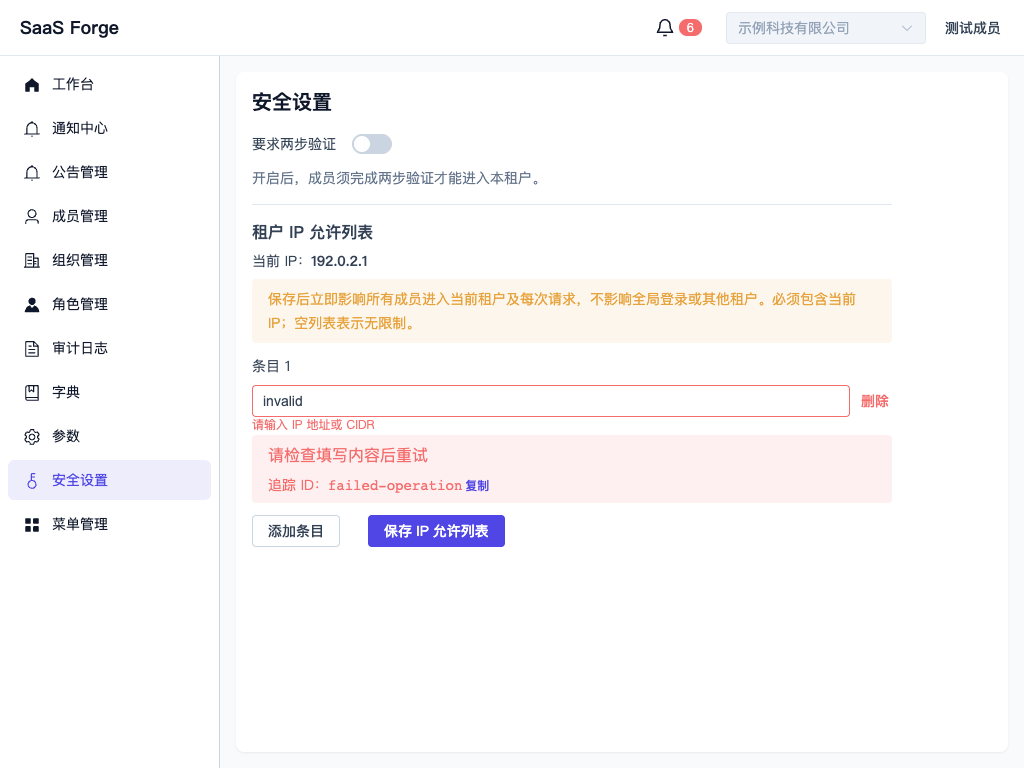 SaaS Forge
6
示例科技有限公司
测试成员
工作台
通知中心
公告管理
成员管理
组织管理
角色管理
审计日志
字典
参数
安全设置
菜单管理
安全设置
要求两步验证
开启后，成员须完成两步验证才能进入本租户。
租户 IP 允许列表
当前 IP：192.0.2.1
保存后立即影响所有成员进入当前租户及每次请求，不影响全局登录或其他租户。必须包含当前
IP；空列表表示无限制。
条目 1
invalid
删除
请输入 IP 地址或 CIDR
请检查填写内容后重试
追踪 ID：failed-operation 复制
添加条目
保存 IP 允许列表